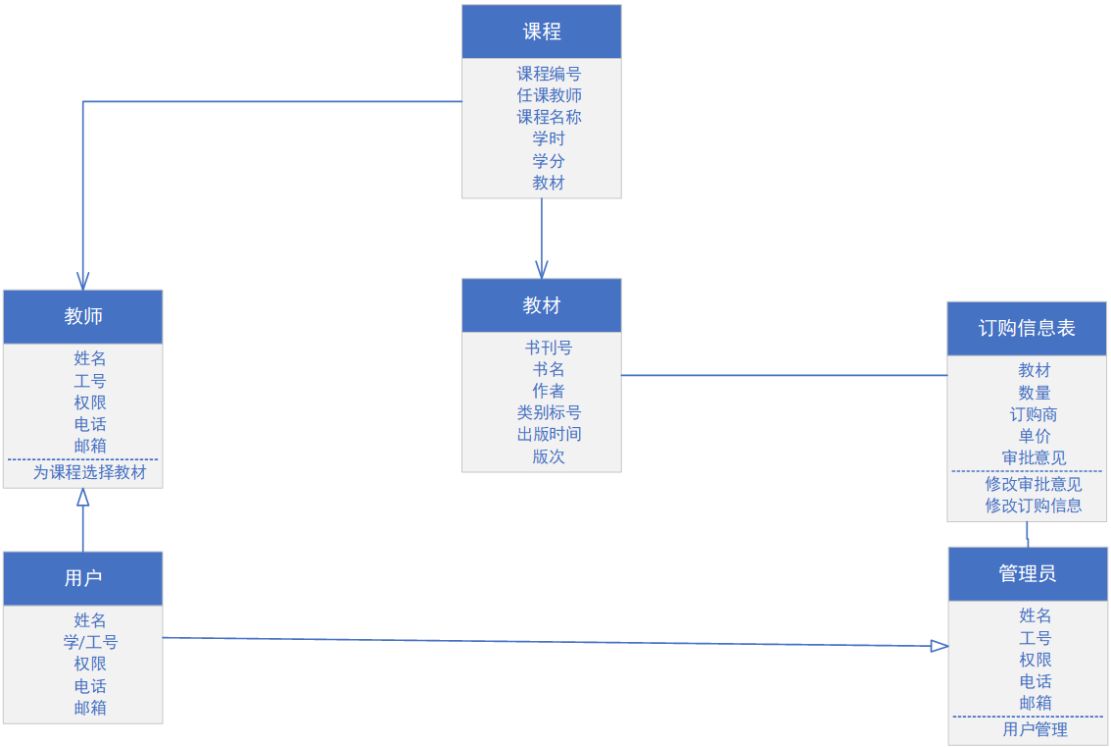 课程
课程编号
任课教师
课程名称
学时
学分
教材
教师
姓名
工号
权限
电话
邮箱
为课程选择教材
教材
书刊号
书名
作者
类别标号
出版时间
版次
订购信息表
教材
数量
订购商
单价
审批意见
修改审批意见
修改订购信息
用户
姓名
学/工号
权限
电话
邮箱
管理员
姓名
工号
权限
电话
邮箱
用户管理